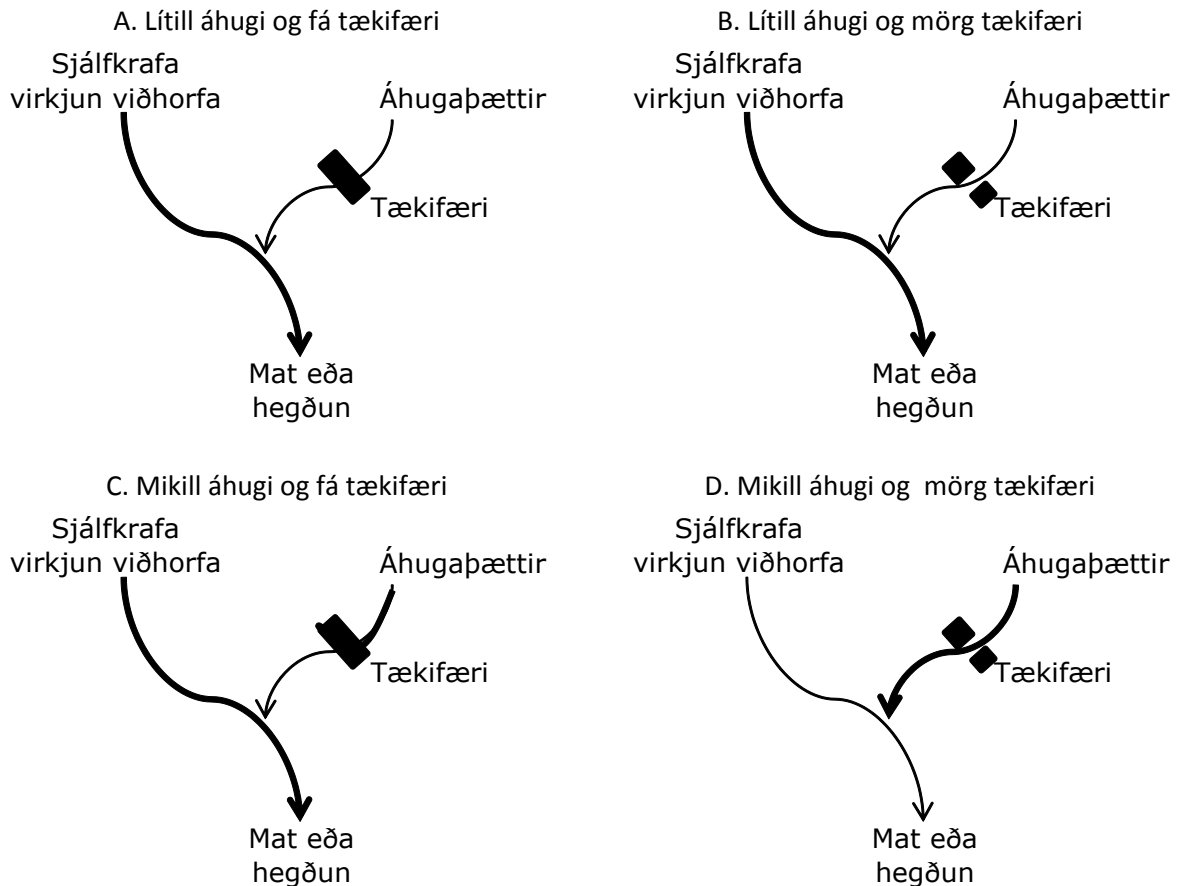 A. Lítill áhugi og fá tækifæri
Sjálfkrafa
virkjun viðhorfa
Áhugaþættir
Tækifæri
Mat eða
hegðun
B. Lítill áhugi og mörg tækifæri
Sjálfkrafa
virkjun viðhorfa
Áhugaþættir
Tækifæri
Mat eða
hegðun
C. Mikill áhugi og fá tækifæri
Sjálfkrafa
virkjun viðhorfa
Áhugaþættir
Tækifæri
Mat eða
hegðun
D. Mikill áhugi og mörg tækifæri
Sjálfkrafa
virkjun viðhorfa
Áhugaþættir
Tækifæri
Mat eða
hegðun